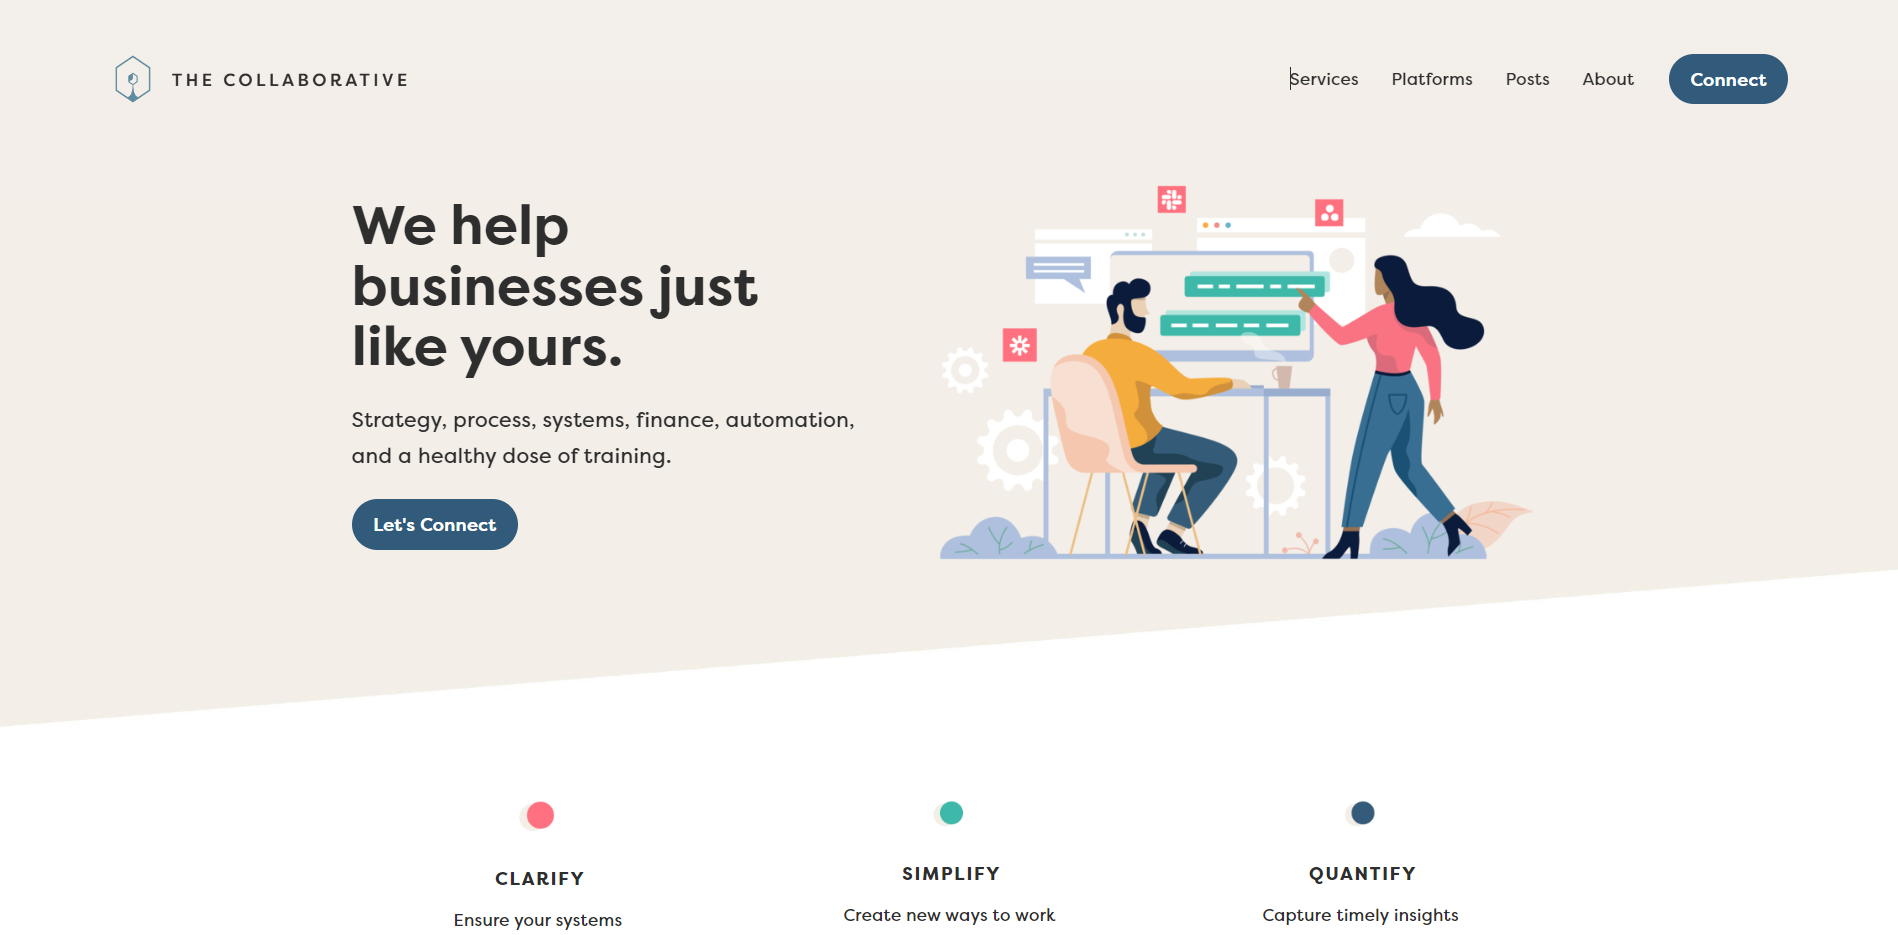 THE COLLABORATIVE
Services Platforms Posts About Connect
We help
businesses just
like yours.
Strategy, process, systems, finance, automation,
and a healthy dose of training.
Let's Connect
CLARIFY
Ensure your systems
SIMPLIFY
Create new ways to work
QUANTIFY
Capture timely insights